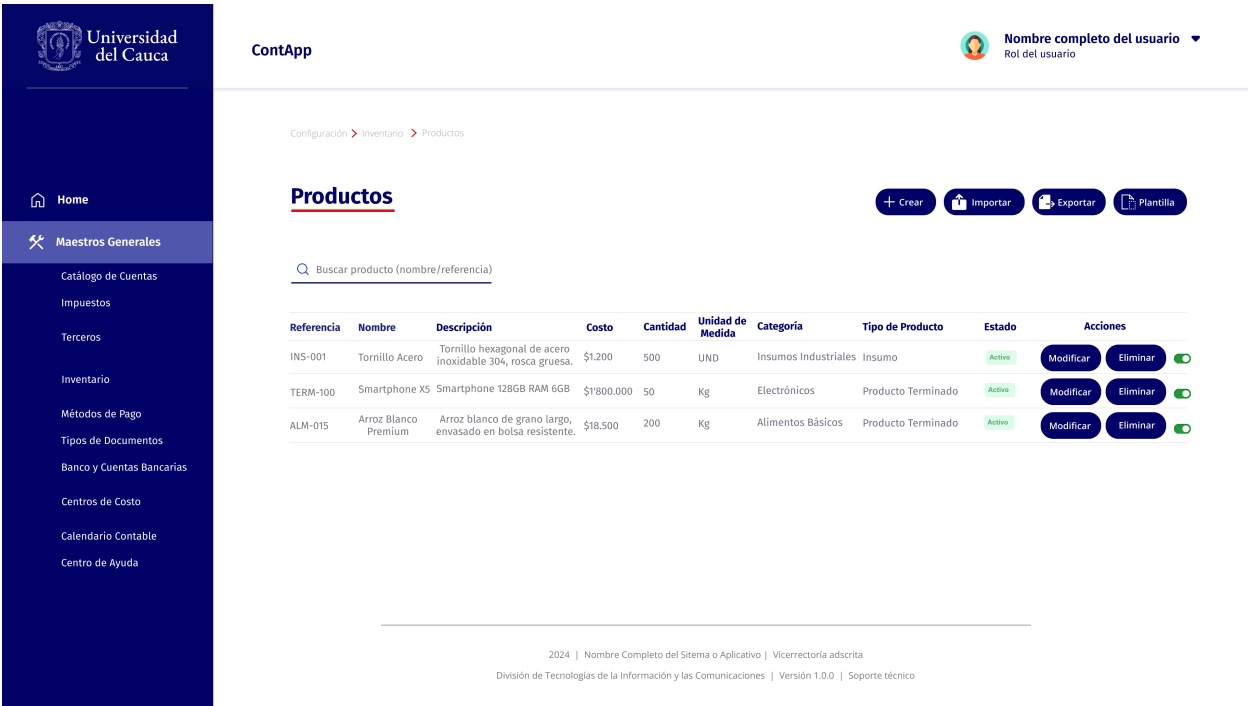 Universidad
del Cauca
ContApp
Nombre completo del usuario
Rol del usuario
Configuración > Inventario > Productos
Home
Maestros Generales
Catálogo de Cuentas
Impuestos
Terceros
Inventario
Métodos de Pago
Tipos de Documentos
Banco y Cuentas Bancarias
Centros de Costo
Calendario Contable
Centro de Ayuda
Productos
+ Crear
Importar
Exportar
Plantilla
Buscar producto (nombre/referencia)
Referencia Nombre Descripción Costo Cantidad Unidad de Medida Categoría Tipo de Producto Estado Acciones
INS-001 Tornillo Acero Tornillo hexagonal de acero inoxidable 304, rosca gruesa. $1.200 500 UND Insumos Industriales Insumo Activo Modificar Eliminar
TERM-100 Smartphone X5 Smartphone 128GB RAM 6GB $1'800.000 50 Kg Electrónicos Producto Terminado Activo Modificar Eliminar
ALM-015 Arroz Blanco Premium Arroz blanco de grano largo, envasado en bolsa resistente. $18.500 200 Kg Alimentos Básicos Producto Terminado Activo Modificar Eliminar
2024 | Nombre Completo del Sitema o Aplicativo | Vicerrectoría adscrita
División de Tecnologías de la Información y las Comunicaciones | Versión 1.0.0 | Soporte técnico